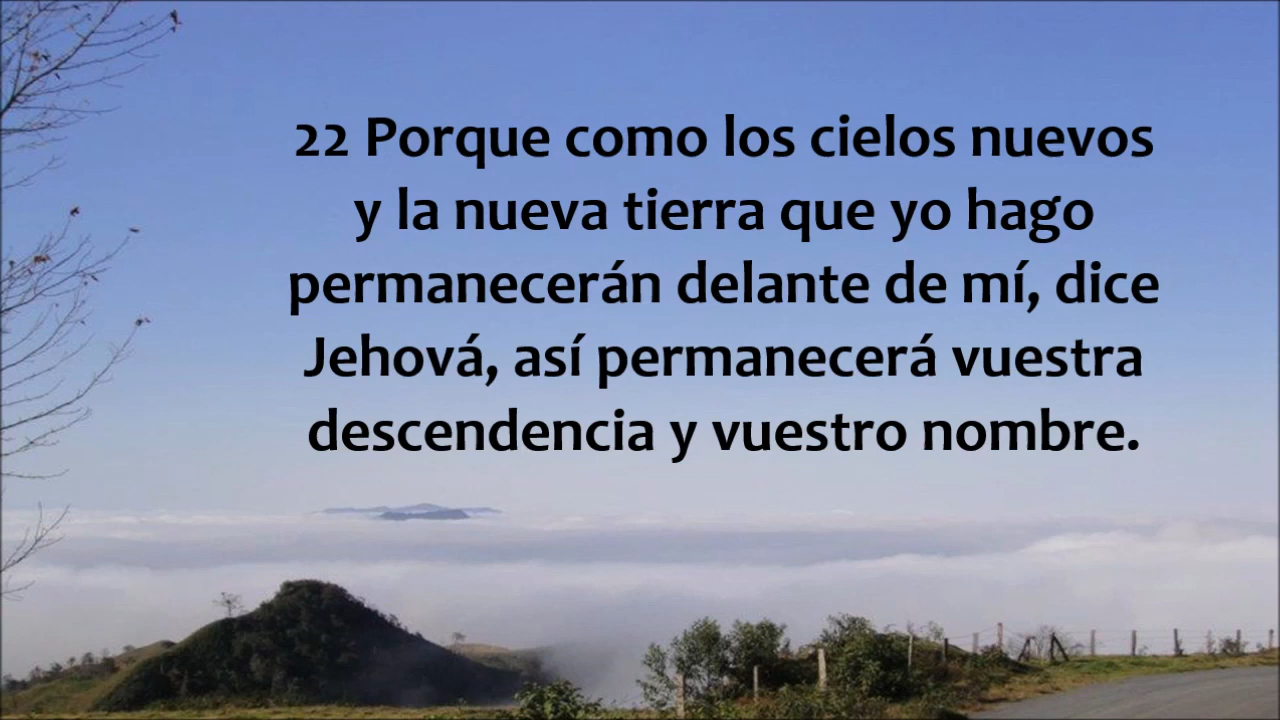 22 Porque como los cielos nuevos
y la nueva tierra que yo hago
permanecerán delante de mí, dice
Jehová, así permanecerá vuestra
descendencia y vuestro nombre.